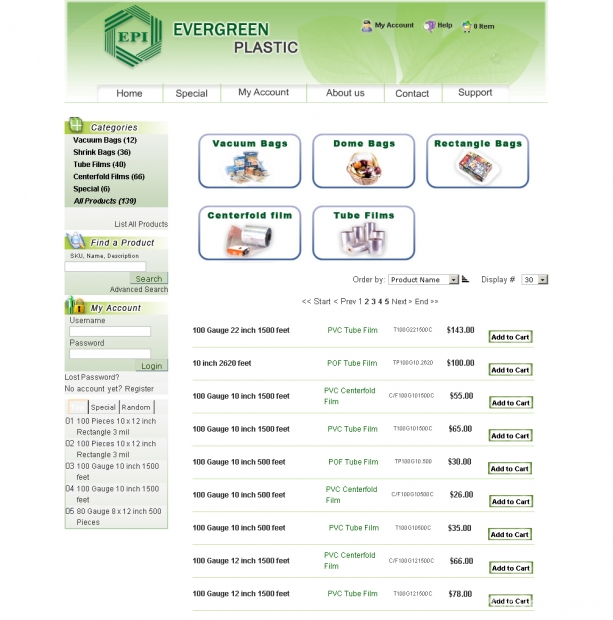 EPI
EVERGREEN
PLASTIC
My Account
Help
0 Item
Home
Special
My Account
About us
Contact
Support
Categories
Vacuum Bags (12)
Shrink Bags (36)
Tube Films (40)
Centerfold Films (66)
Special (6)
All Products (139)
List All Products
Find a Product
SKU, Name, Description
Search
Advanced Search
My Account
Username
Password
Login
Lost Password?
No account yet? Register
Special
Random
01 100 Pieces 10 x 12 inch
Rectangle 3 mil
02 100 Pieces 10 x 12 inch
Rectangle 3 mil
03 100 Gauge 10 inch 1500
feet
04 100 Gauge 10 inch 1500
feet
05 80 Gauge 8 x 12 inch 500
Pieces
Vacuum Bags
Dome Bags
Rectangle Bags
Centerfold film
Tube Films
Order by: Product Name
Display # 30
<< Start < Prev 1 2 3 4 5 Next > End >>
100 Gauge 22 inch 1500 feet PVC Tube Film T100G221500C $143.00 Add to Cart
10 inch 2620 feet POF Tube Film TP100G10.2620 $100.00 Add to Cart
100 Gauge 10 inch 1500 feet PVC Centerfold C/F100G101500C $55.00 Add to Cart
Film
100 Gauge 10 inch 1500 feet PVC Tube Film T100G101500C $65.00 Add to Cart
100 Gauge 10 inch 500 feet POF Tube Film TP100G10.500 $30.00 Add to Cart
100 Gauge 10 inch 500 feet PVC Centerfold C/F100G10500C $26.00 Add to Cart
Film
100 Gauge 10 inch 500 feet PVC Tube Film T100G10500C $35.00 Add to Cart
100 Gauge 12 inch 1500 feet PVC Centerfold C/F100G121500C $66.00 Add to Cart
Film
100 Gauge 12 inch 1500 feet PVC Tube Film T100G121500C $78.00 Add to Cart